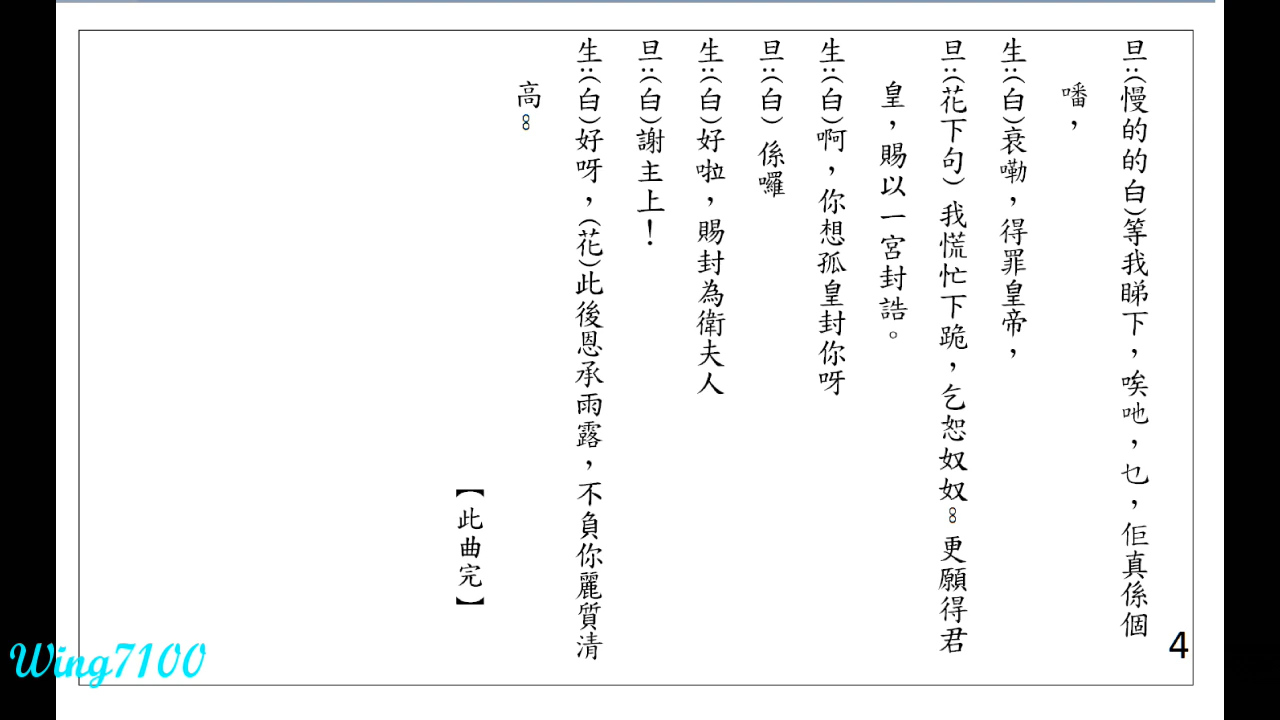 旦：（慢的的白）等我睇下，唉吔，乜，佢真係個
噃，
生：（白）衰嘞，得罪皇帝，
旦：（花下句）我慌忙下跪，乞恕奴奴。。更願得君
皇，賜以一宮封誥。
生：（白）啊，你想孤皇封你呀
旦：（白）係囉
生：（白）好啦，賜封為衛夫人
旦：（白）謝主上！
生：（白）好呀，（花）此後恩承雨露，不負你麗質清
高。。
【此曲完】
4
Wing7100